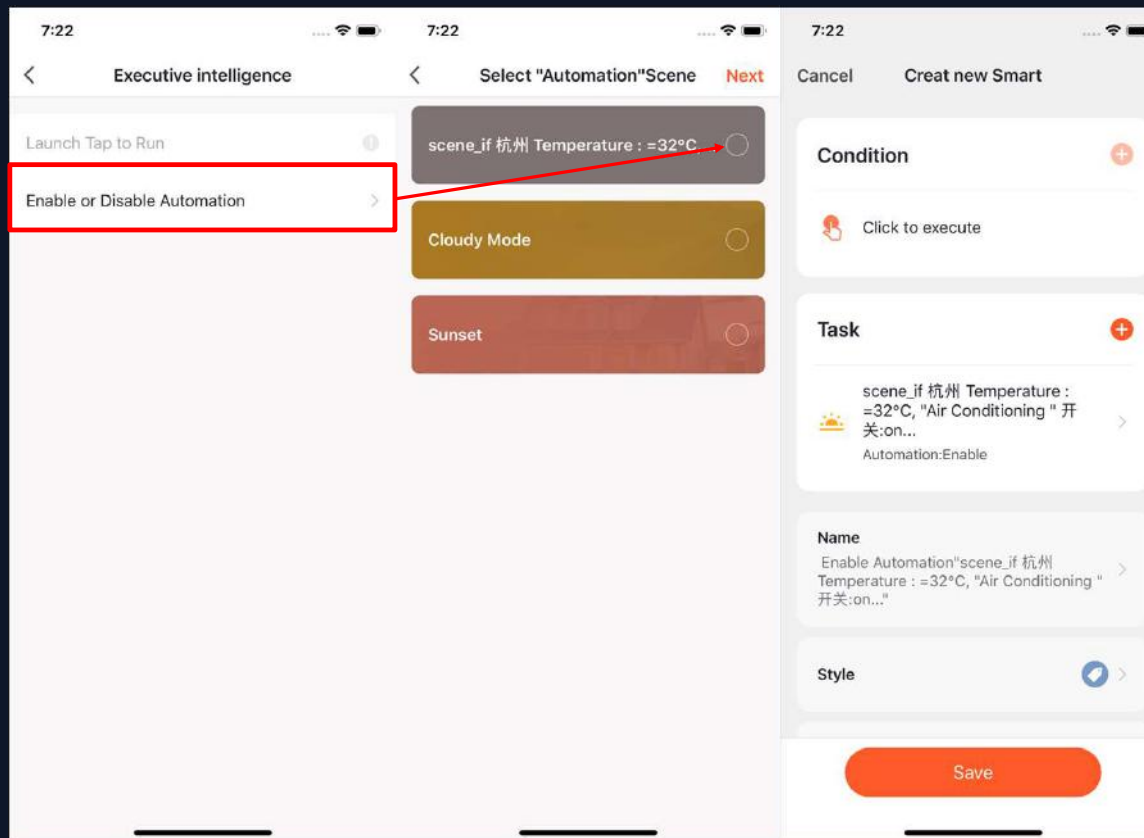 7:22
Executive intelligence
Launch Tap to Run
Enable or Disable Automation
7:22
Select "Automation"Scene
Next
scene_if 杭州 Temperature : =32°C, ...
Cloudy Mode
Sunset
7:22
Cancel
Creat new Smart
Condition
Click to execute
Task
scene_if 杭州 Temperature :
=32°C, "Air Conditioning " 开
关:on...
Automation:Enable
Name
Enable Automation"scene_if 杭州
Temperature : =32°C, "Air Conditioning "
开关:on..."
Style
Save